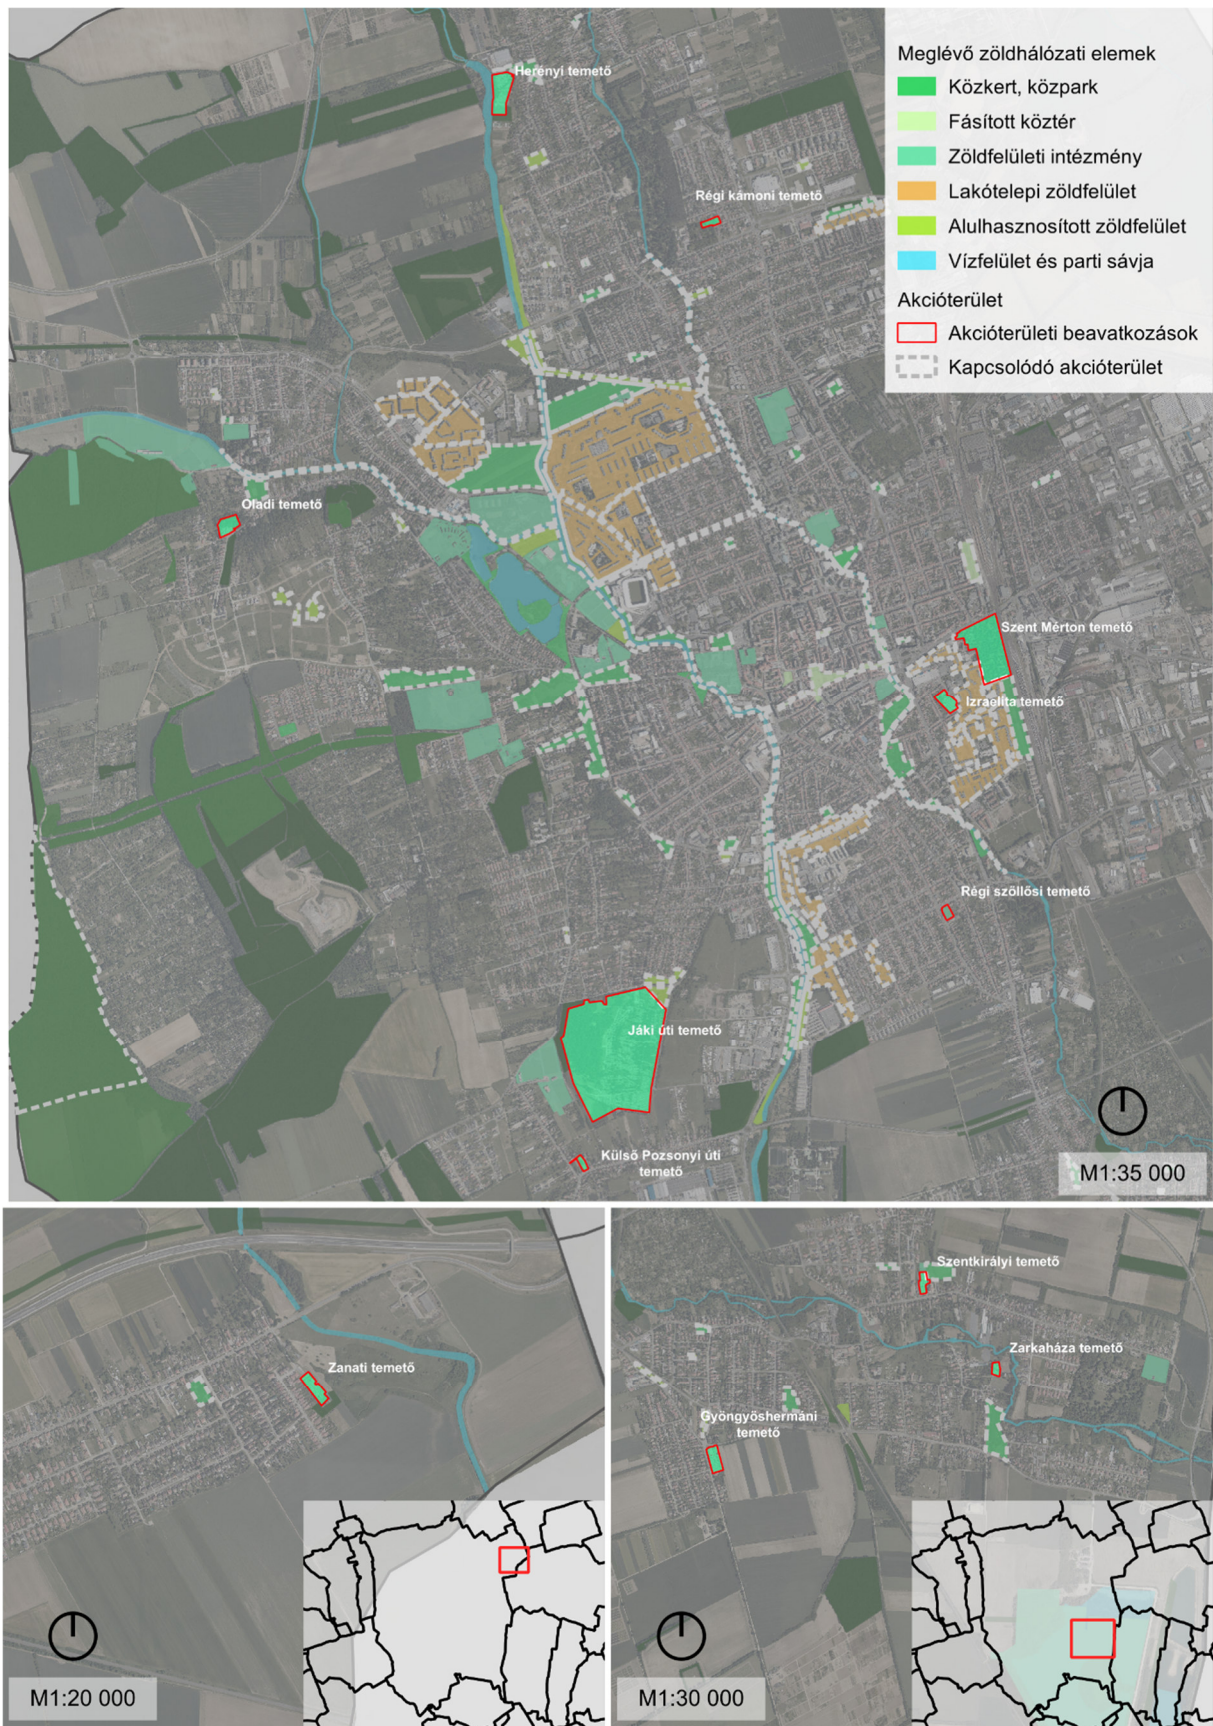 Meglévő zöldhálózati elemek
Közkert, közpark
Fásított köztér
Zöldfelületi intézmény
Lakótelepi zöldfelület
Alulhasznosított zöldfelület
Vízfelület és parti sávja
Akcióterület
Akcióterületi beavatkozások
Kapcsolódó akcióterület
Herényi temető
Régi kámoni temető
Oladi temető
Szent Mérton temető
Izraelita temető
Régi szöllősi temető
Jáki úti temető
Külső Pozsonyi úti
temető
M1:35 000
Zanati temető
M1:20 000
Szentkirályi temető
Zarkaháza temető
Gyöngyöshermáni
temető
M1:30 000